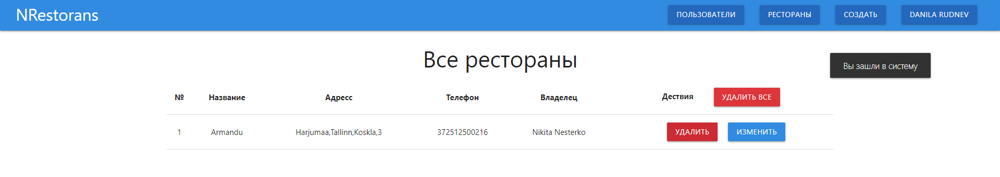 NRestorans ПОЛЬЗОВАТЕЛИ РЕСТОРАНЫ СОЗДАТЬ DANILA RUDNEV
Все рестораны
Вы зашли в систему
№ Название Адресс Телефон Владелец Дествия УДАЛИТЬ ВСЕ
1 Armandu Harjumaa,Tallinn,Koskla,3 372512500216 Nikita Nesterko УДАЛИТЬ ИЗМЕНИТЬ